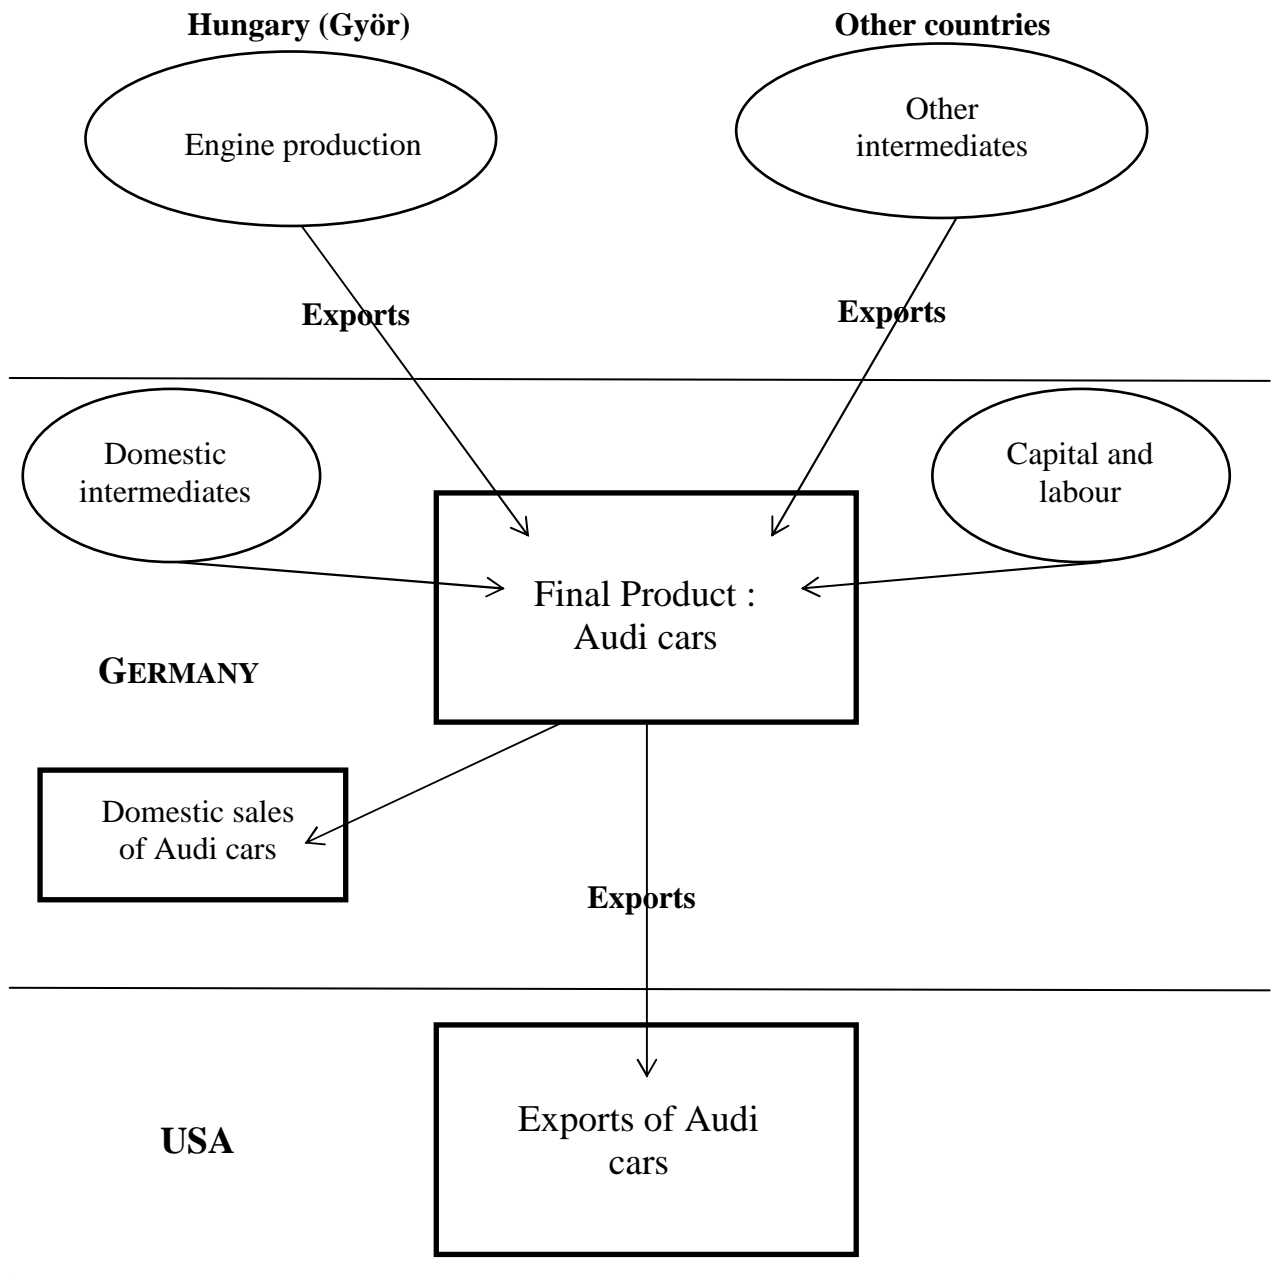 Hungary (Györ)
Other countries
Engine production
Other
intermediates
Exports
Exports
Domestic
intermediates
Capital and
labour
Final Product :
Audi cars
GERMANY
Domestic sales
of Audi cars
Exports
Exports of Audi
cars
USA